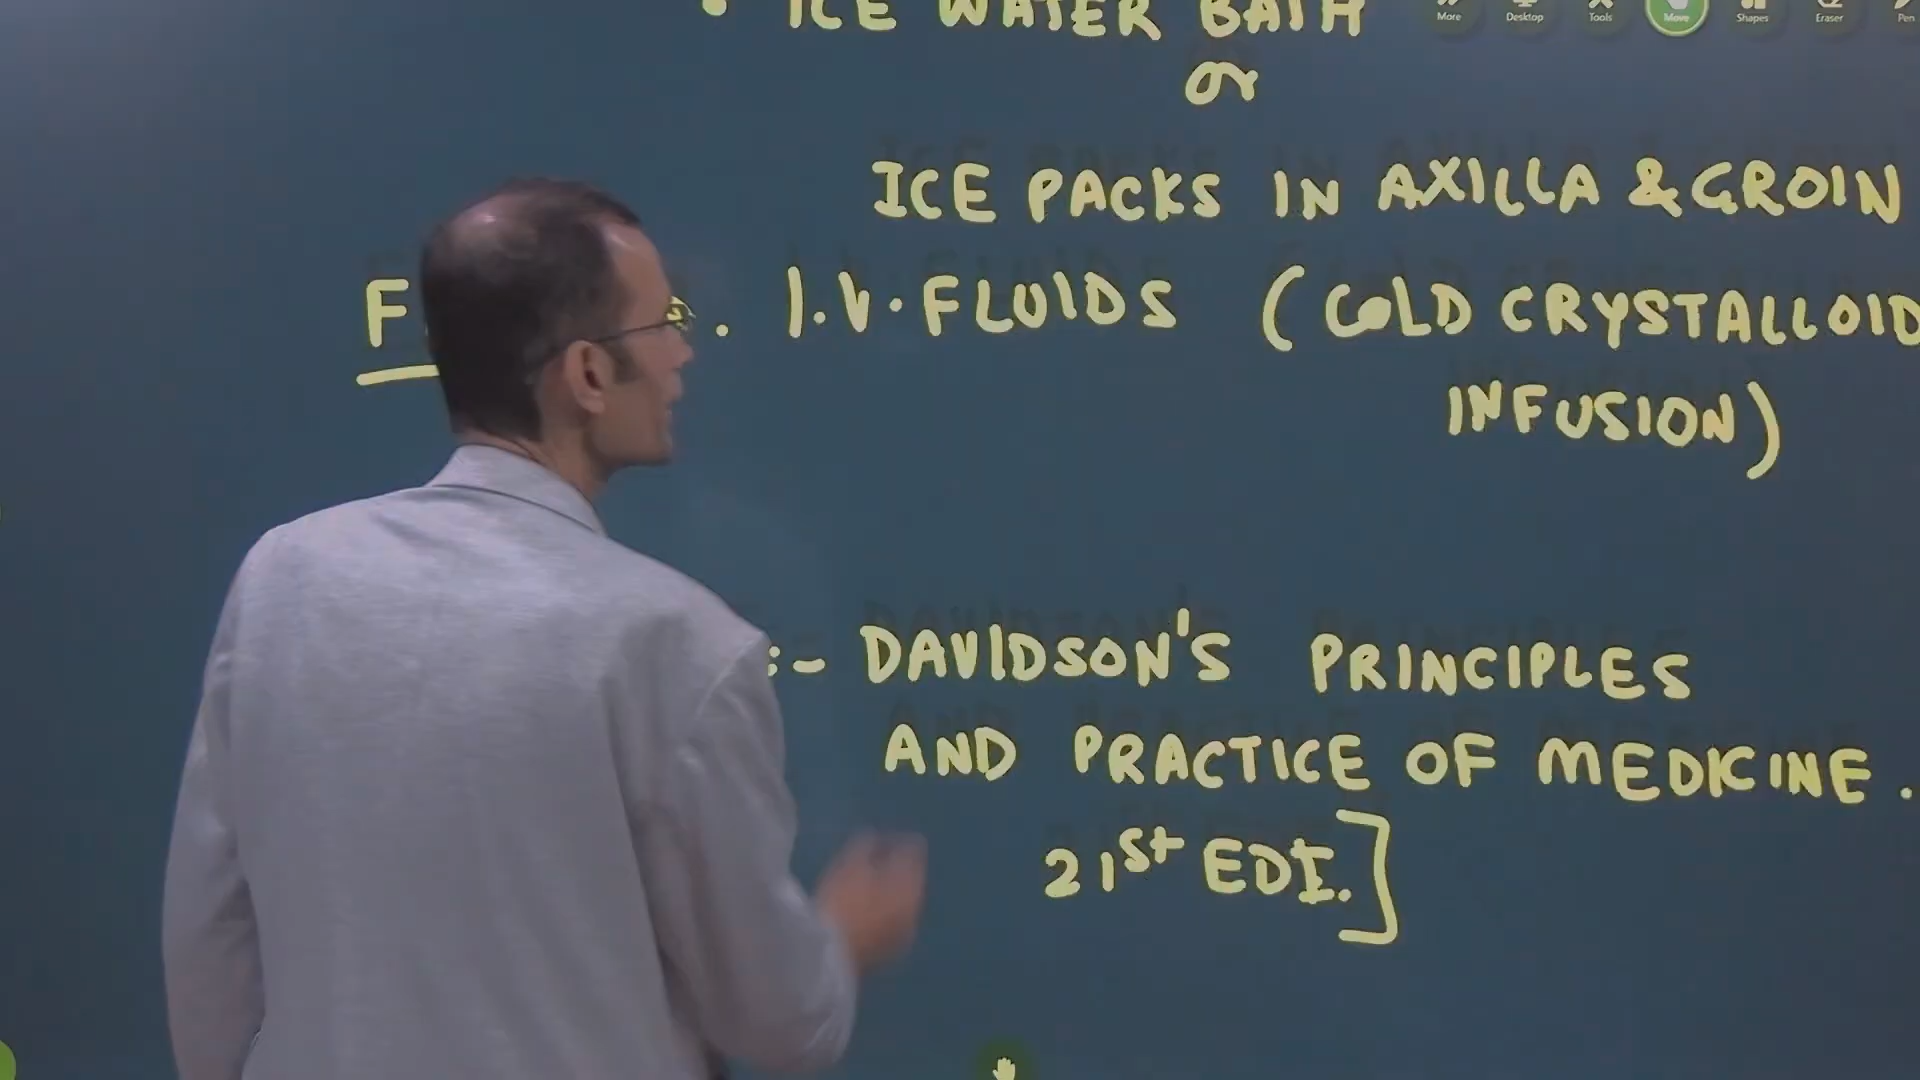 • ICE WATER BATH
More Desktop Tools Move Shapes Eraser Pen
or
ICE PACKS IN AXILLA & GROIN
. I.V. FLUIDS (COLD CRYSTALLOID
INFUSION)
:- DAVIDSON'S PRINCIPLES
AND PRACTICE OF MEDICINE.
21st EDI.]